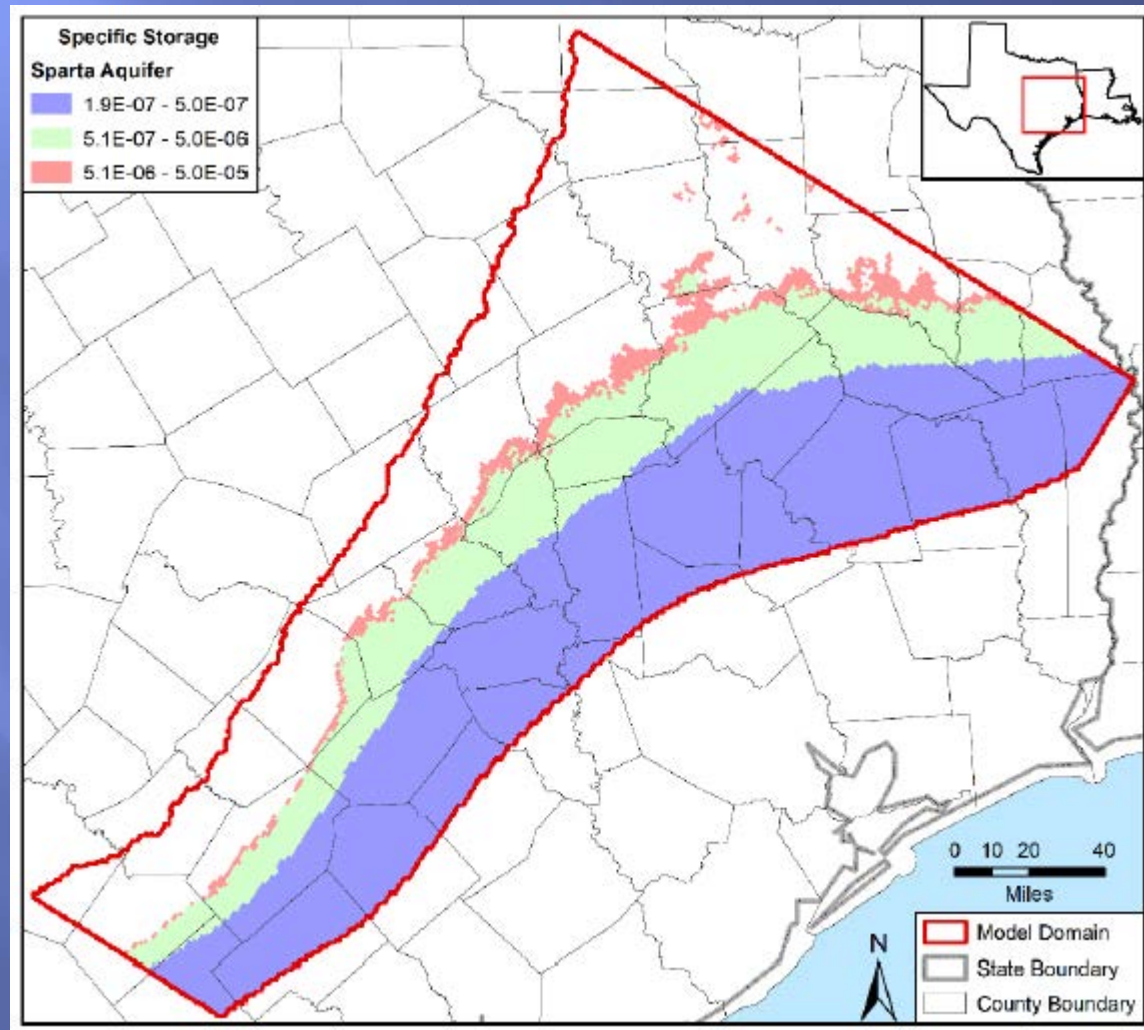 Specific Storage
Sparta Aquifer
1.9E-07 - 5.0E-07
5.1E-07 - 5.0E-06
5.1E-06 - 5.0E-05
0 10 20 40
Miles
N
Model Domain
State Boundary
County Boundary